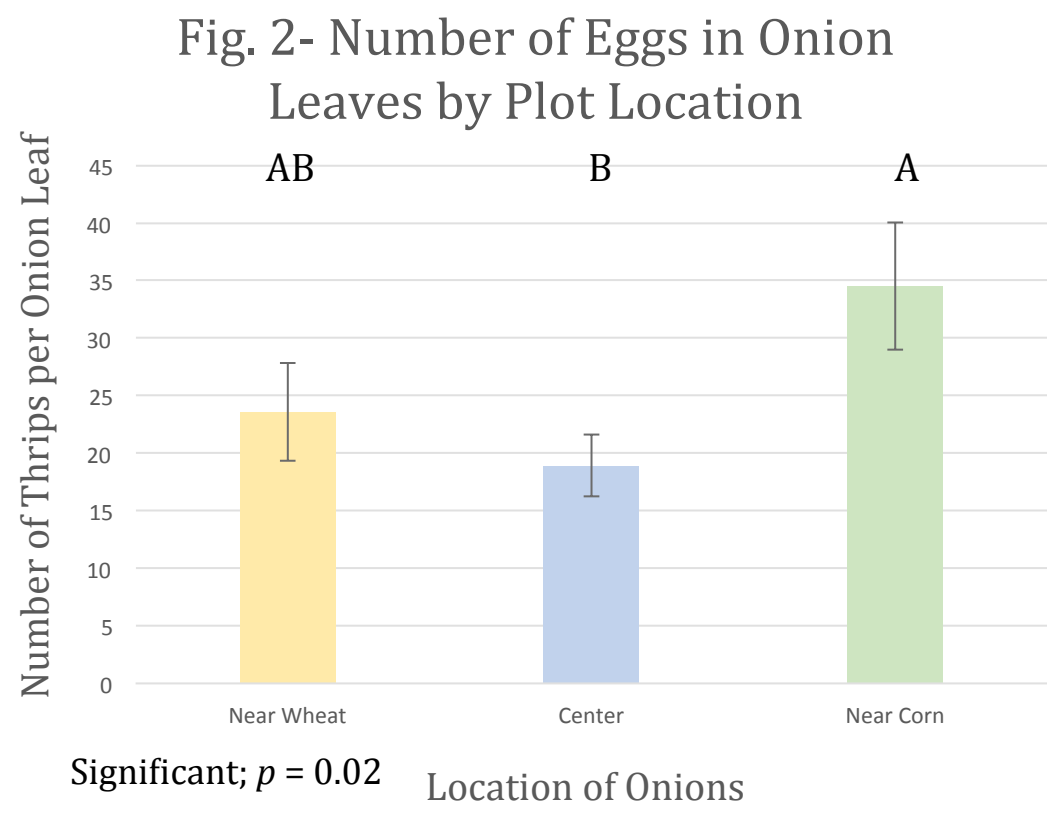 Fig. 2- Number of Eggs in Onion
Leaves by Plot Location
Number of Thrips per Onion Leaf
45
40
35
30
25
20
15
10
5
0
AB
B
A
Near Wheat
Center
Near Corn
Significant; p = 0.02
Location of Onions